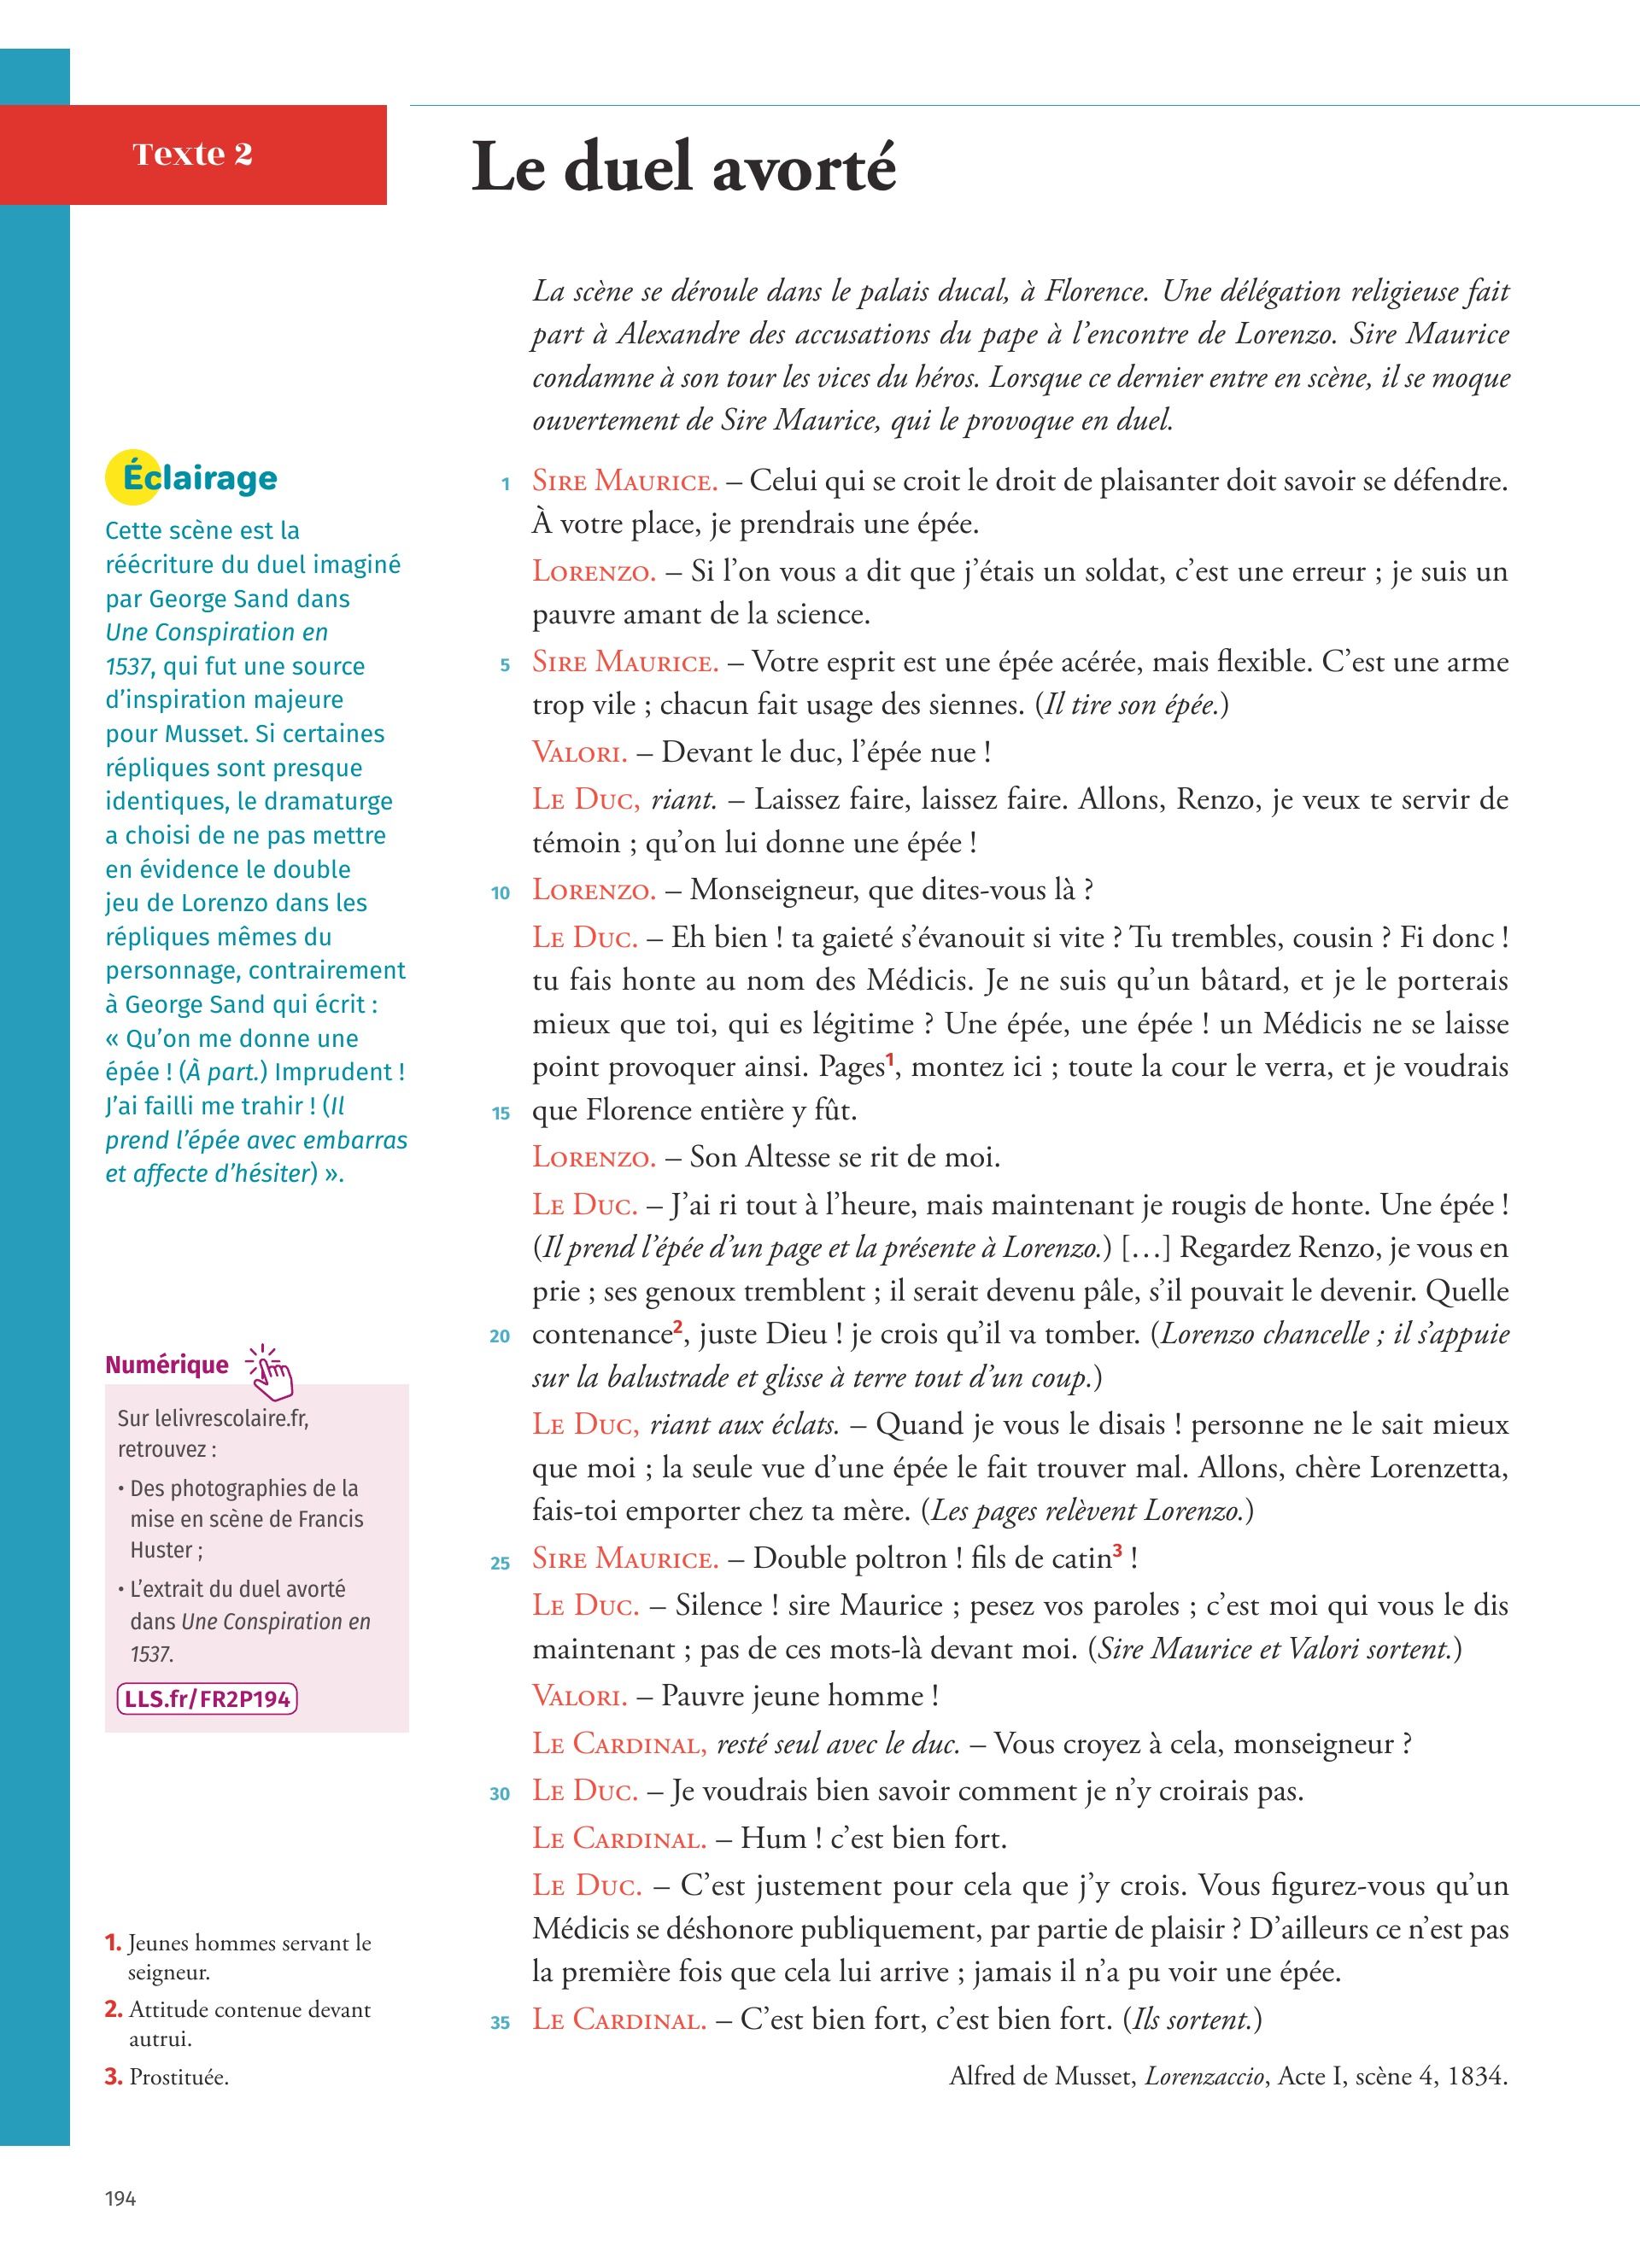 Texte 2
Le duel avorté
La scène se déroule dans le palais ducal, à Florence. Une délégation religieuse fait
part à Alexandre des accusations du pape à l'encontre de Lorenzo. Sire Maurice
condamne à son tour les vices du héros. Lorsque ce dernier entre en scène, il se moque
ouvertement de Sire Maurice, qui le provoque en duel.
1 SIRE MAURICE. – Celui qui se croit le droit de plaisanter doit savoir se défendre.
À votre place, je prendrais une épée.
LORENZO. – Si l'on vous a dit que j'étais un soldat, c'est une erreur ; je suis un
pauvre amant de la science.
5 SIRE MAURICE. – Votre esprit est une épée acérée, mais flexible. C'est une arme
trop vile ; chacun fait usage des siennes. (Il tire son épée.)
VALORI. – Devant le duc, l'épée nue !
LE DUC, riant. – Laissez faire, laissez faire. Allons, Renzo, je veux te servir de
témoin ; qu'on lui donne une épée !
10 LORENZO. – Monseigneur, que dites-vous là ?
LE DUC. – Eh bien ! ta gaieté s'évanouit si vite ? Tu trembles, cousin ? Fi donc !
tu fais honte au nom des Médicis. Je ne suis qu'un bâtard, et je le porterais
mieux que toi, qui es légitime ? Une épée, une épée ! un Médicis ne se laisse
point provoquer ainsi. Pages1, montez ici ; toute la cour le verra, et je voudrais
15 que Florence entière y fût.
LORENZO. – Son Altesse se rit de moi.
LE DUC. – J'ai ri tout à l'heure, mais maintenant je rougis de honte. Une épée !
(Il prend l'épée d'un page et la présente à Lorenzo.) […] Regardez Renzo, je vous en
prie ; ses genoux tremblent ; il serait devenu pâle, s'il pouvait le devenir. Quelle
20 contenance2, juste Dieu ! je crois qu'il va tomber. (Lorenzo chancelle ; il s'appuie
sur la balustrade et glisse à terre tout d'un coup.)
LE DUC, riant aux éclats. – Quand je vous le disais ! personne ne le sait mieux
que moi ; la seule vue d'une épée le fait trouver mal. Allons, chère Lorenzetta,
fais-toi emporter chez ta mère. (Les pages relèvent Lorenzo.)
25 SIRE MAURICE. – Double poltron ! fils de catin3 !
LE DUC. – Silence ! sire Maurice ; pesez vos paroles ; c'est moi qui vous le dis
maintenant ; pas de ces mots-là devant moi. (Sire Maurice et Valori sortent.)
VALORI. – Pauvre jeune homme !
LE CARDINAL, resté seul avec le duc. – Vous croyez à cela, monseigneur ?
30 LE DUC. – Je voudrais bien savoir comment je n'y croirais pas.
LE CARDINAL. – Hum ! c'est bien fort.
LE DUC. – C'est justement pour cela que j'y crois. Vous figurez-vous qu'un
Médicis se déshonore publiquement, par partie de plaisir ? D'ailleurs ce n'est pas
la première fois que cela lui arrive ; jamais il n'a pu voir une épée.
35 LE CARDINAL. – C'est bien fort, c'est bien fort. (Ils sortent.)
Alfred de Musset, Lorenzaccio, Acte I, scène 4, 1834.
Éclairage
Cette scène est la
réécriture du duel imaginé
par George Sand dans
Une Conspiration en
1537, qui fut une source
d'inspiration majeure
pour Musset. Si certaines
répliques sont presque
identiques, le dramaturge
a choisi de ne pas mettre
en évidence le double
jeu de Lorenzo dans les
répliques mêmes du
personnage, contrairement
à George Sand qui écrit :
« Qu'on me donne une
épée ! (À part.) Imprudent !
J'ai failli me trahir ! (Il
prend l'épée avec embarras
et affecte d'hésiter) ».
Numérique
Sur lelivrescolaire.fr,
retrouvez :
• Des photographies de la
mise en scène de Francis
Huster ;
• L'extrait du duel avorté
dans Une Conspiration en
1537.
LLS.fr/FR2P194
1. Jeunes hommes servant le
seigneur.
2. Attitude contenue devant
autrui.
3. Prostituée.
194